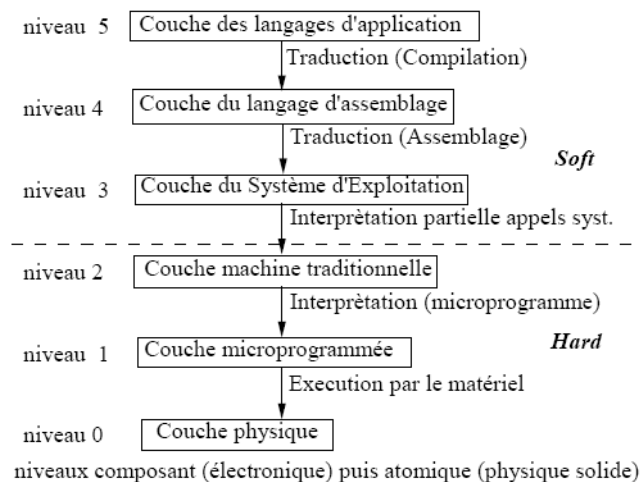 niveau 5 Couche des langages d'application
Traduction (Compilation)
niveau 4 Couche du langage d'assemblage
Traduction (Assemblage)
Soft
niveau 3 Couche du Système d'Exploitation
Interprètation partielle appels syst.
niveau 2 Couche machine traditionnelle
Interprètation (microprogramme)
Hard
niveau 1 Couche microprogrammée
Execution par le matériel
niveau 0 Couche physique
niveaux composant (électronique) puis atomique (physique solide)